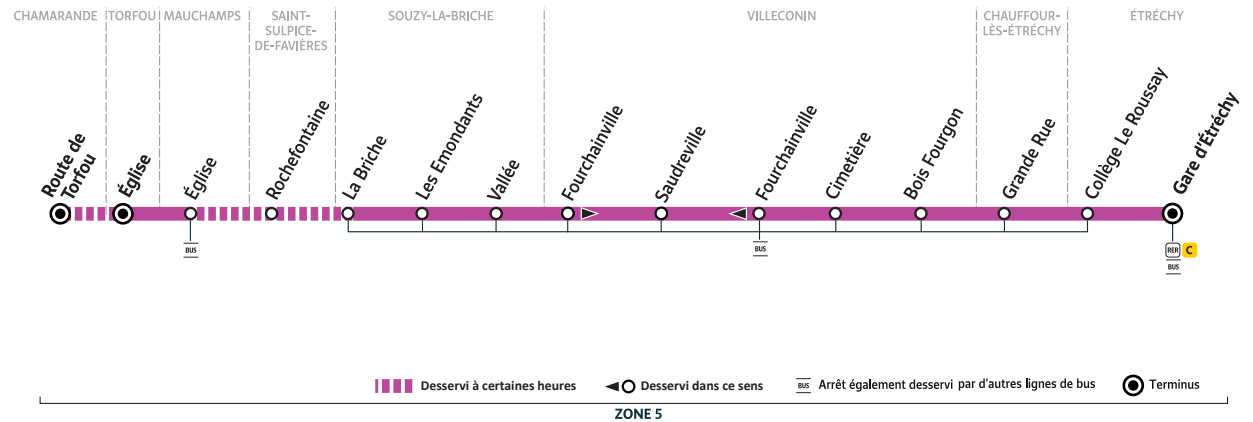 CHAMARANDE
TORFOU
MAUCHAMPS
SAINT-
SULPICE-
DE-FAVIÈRES
SOUZY-LA-BRICHE
VILLECONIN
CHAUFFOUR-
LÈS-ÉTRÉCHY
ÉTRÉCHY
Route de
Torfou
Église
Église
Rochefontaine
La Briche
Les Emondants
Vallée
Fourchainville
Saudreville
Fourchainville
Cimetière
Bois Fourgon
Grande Rue
Collège Le Roussay
Gare d'Étréchy
BUS
BUS
RER C
BUS
Desservi à certaines heures
Desservi dans ce sens
BUS Arrêt également desservi par d'autres lignes de bus
Terminus
ZONE 5